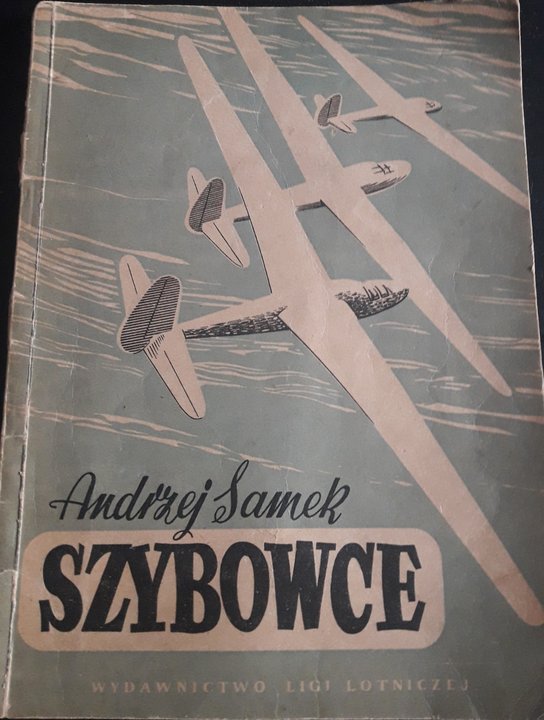 Andrzej Samek
SZYBOWCE
WYDAWNICTWO LIGI LOTNICZEJ